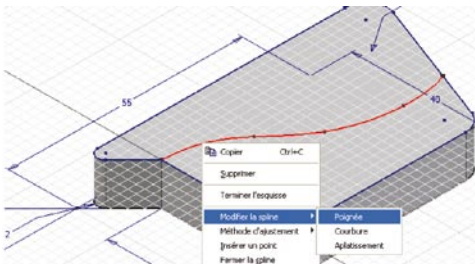 55
40
Copier Ctrl+C
Supprimer
Terminer l'esquisse
Modifier la spline Poignée
Méthode d'ajustement Courbure
Insérer un point Aplatissement
Fermer la spline
2